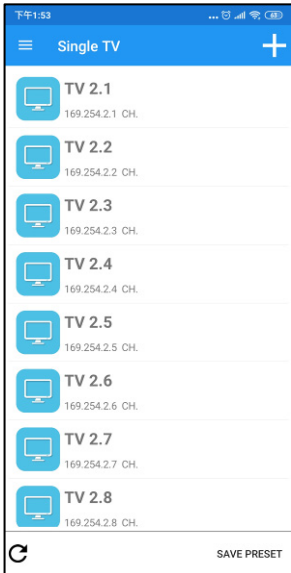 下午1:53
... 48
Single TV
TV 2.1
169.254.2.1 CH.
TV 2.2
169.254.2.2 CH.
TV 2.3
169.254.2.3 CH.
TV 2.4
169.254.2.4 CH.
TV 2.5
169.254.2.5 CH.
TV 2.6
169.254.2.6 CH.
TV 2.7
169.254.2.7 CH.
TV 2.8
169.254.2.8 CH.
SAVE PRESET